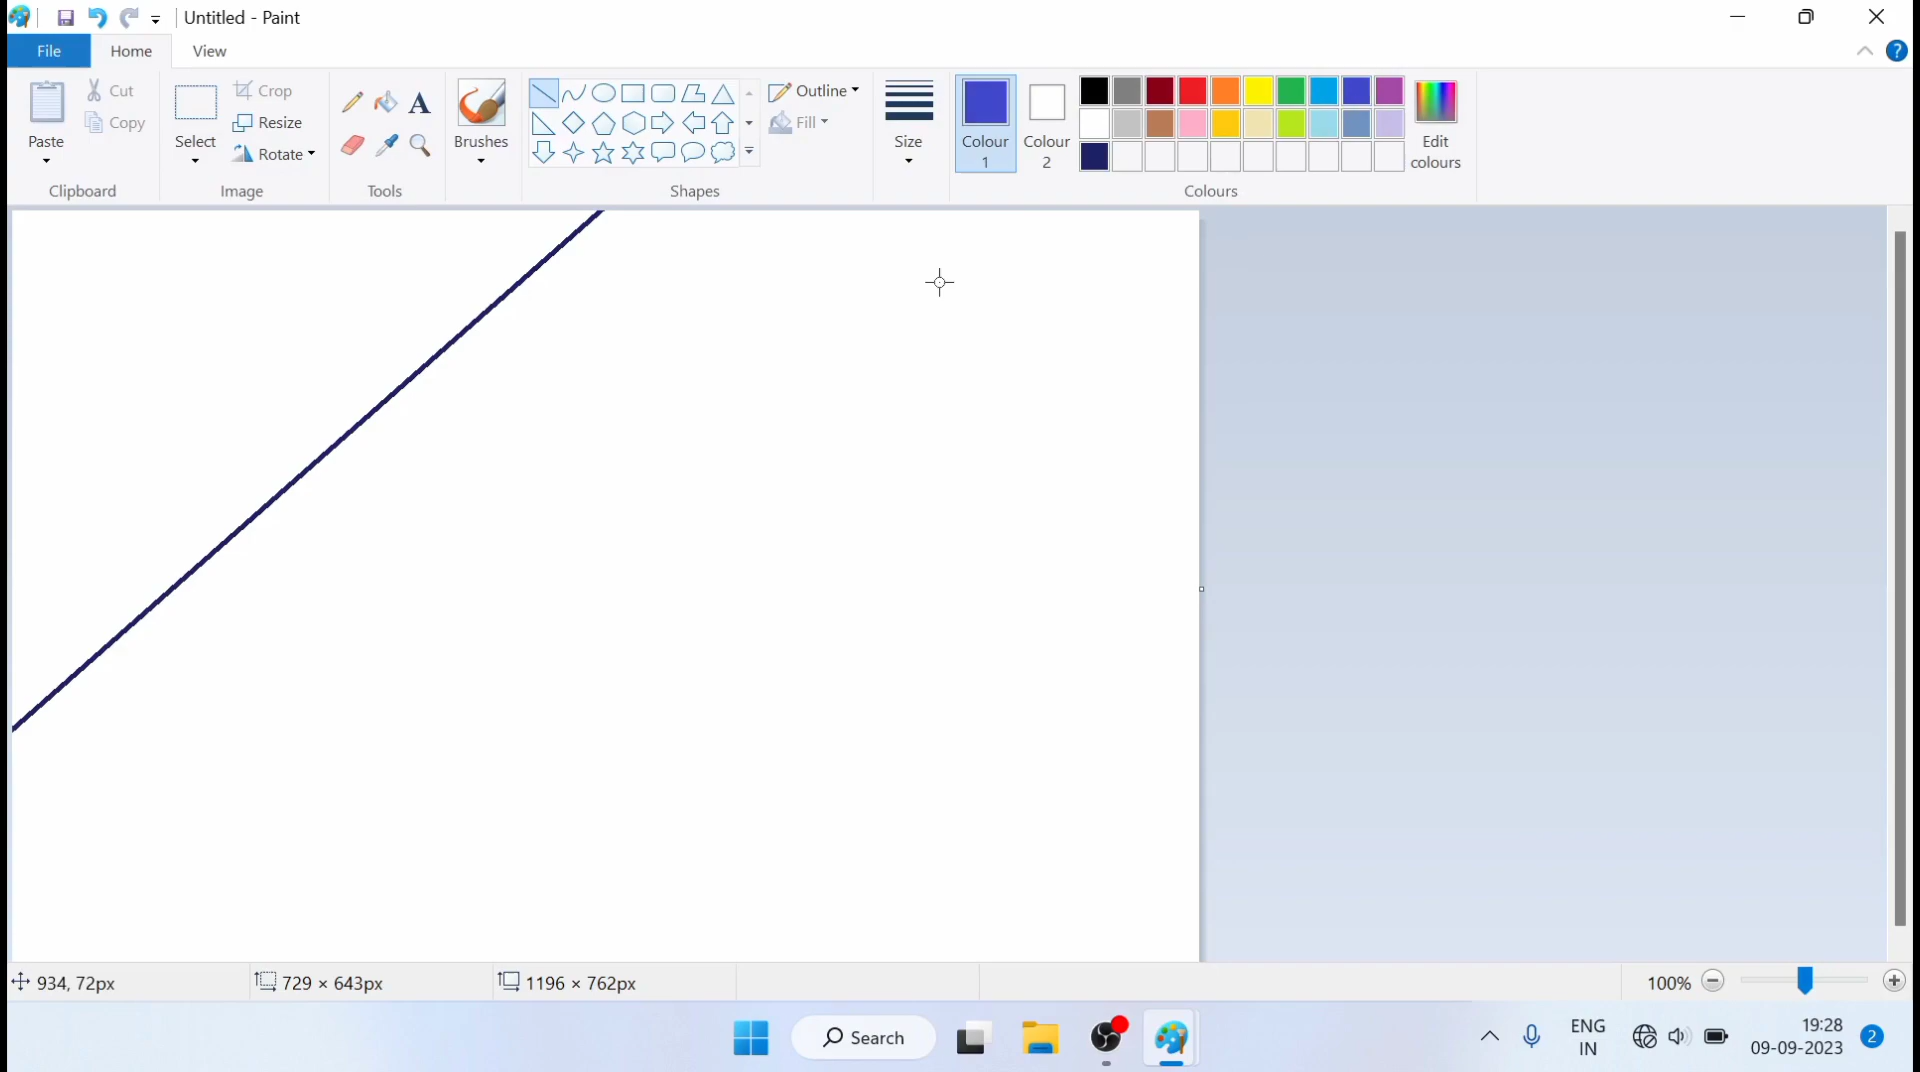 Untitled - Paint
File Home View
Paste
Cut
Copy
Clipboard
Select
Crop
Resize
Rotate
Image
A
Tools
Brushes
Shapes
Outline
Fill
Size
Colour
1
Colour
2
Colours
Edit
colours
?
934, 72px
729 × 643px
1196 × 762px
100%
Search
ENG
IN
19:28
09-09-2023
2